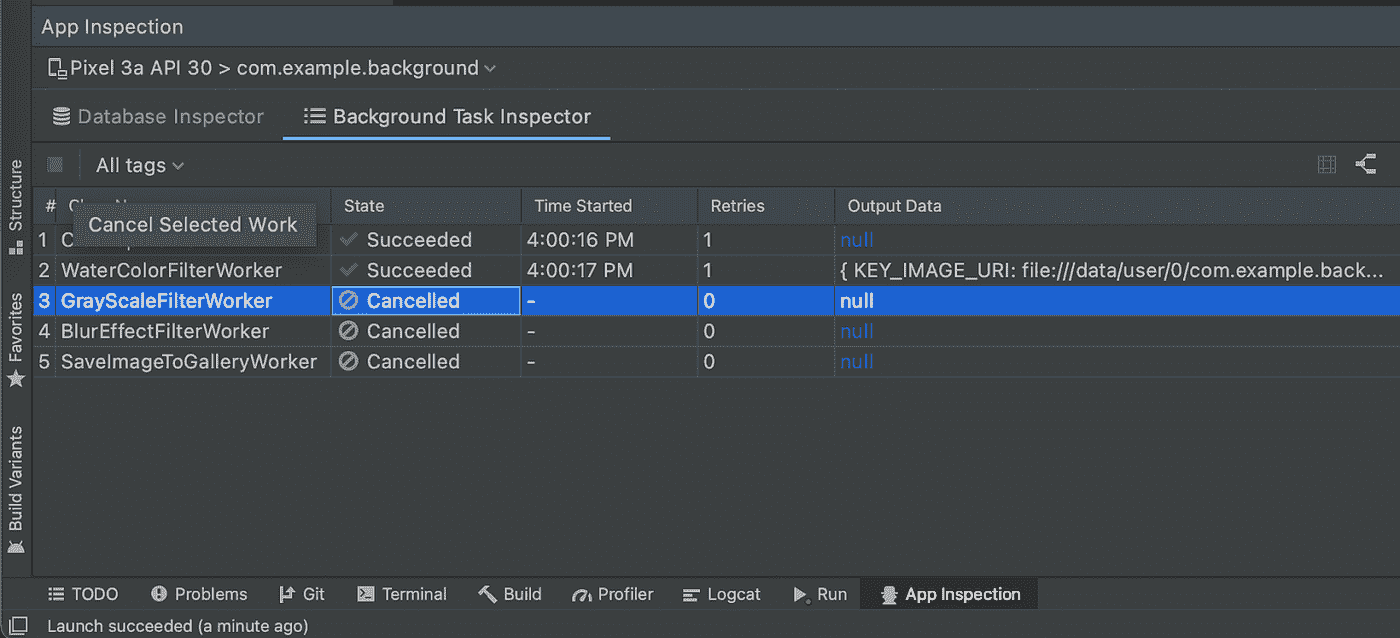 App Inspection
Pixel 3a API 30 > com.example.background
Database Inspector Background Task Inspector
All tags
# State Time Started Retries Output Data
Cancel Selected Work
1 Succeeded 4:00:16 PM 1 null
2 WaterColorFilterWorker Succeeded 4:00:17 PM 1 { KEY_IMAGE_URI: file:///data/user/0/com.example.back...
3 GrayScaleFilterWorker Cancelled - 0 null
4 BlurEffectFilterWorker Cancelled - 0 null
5 SaveImageToGalleryWorker Cancelled - 0 null
Structure
Favorites
Build Variants
TODO Problems Git Terminal Build Profiler Logcat Run App Inspection
Launch succeeded (a minute ago)